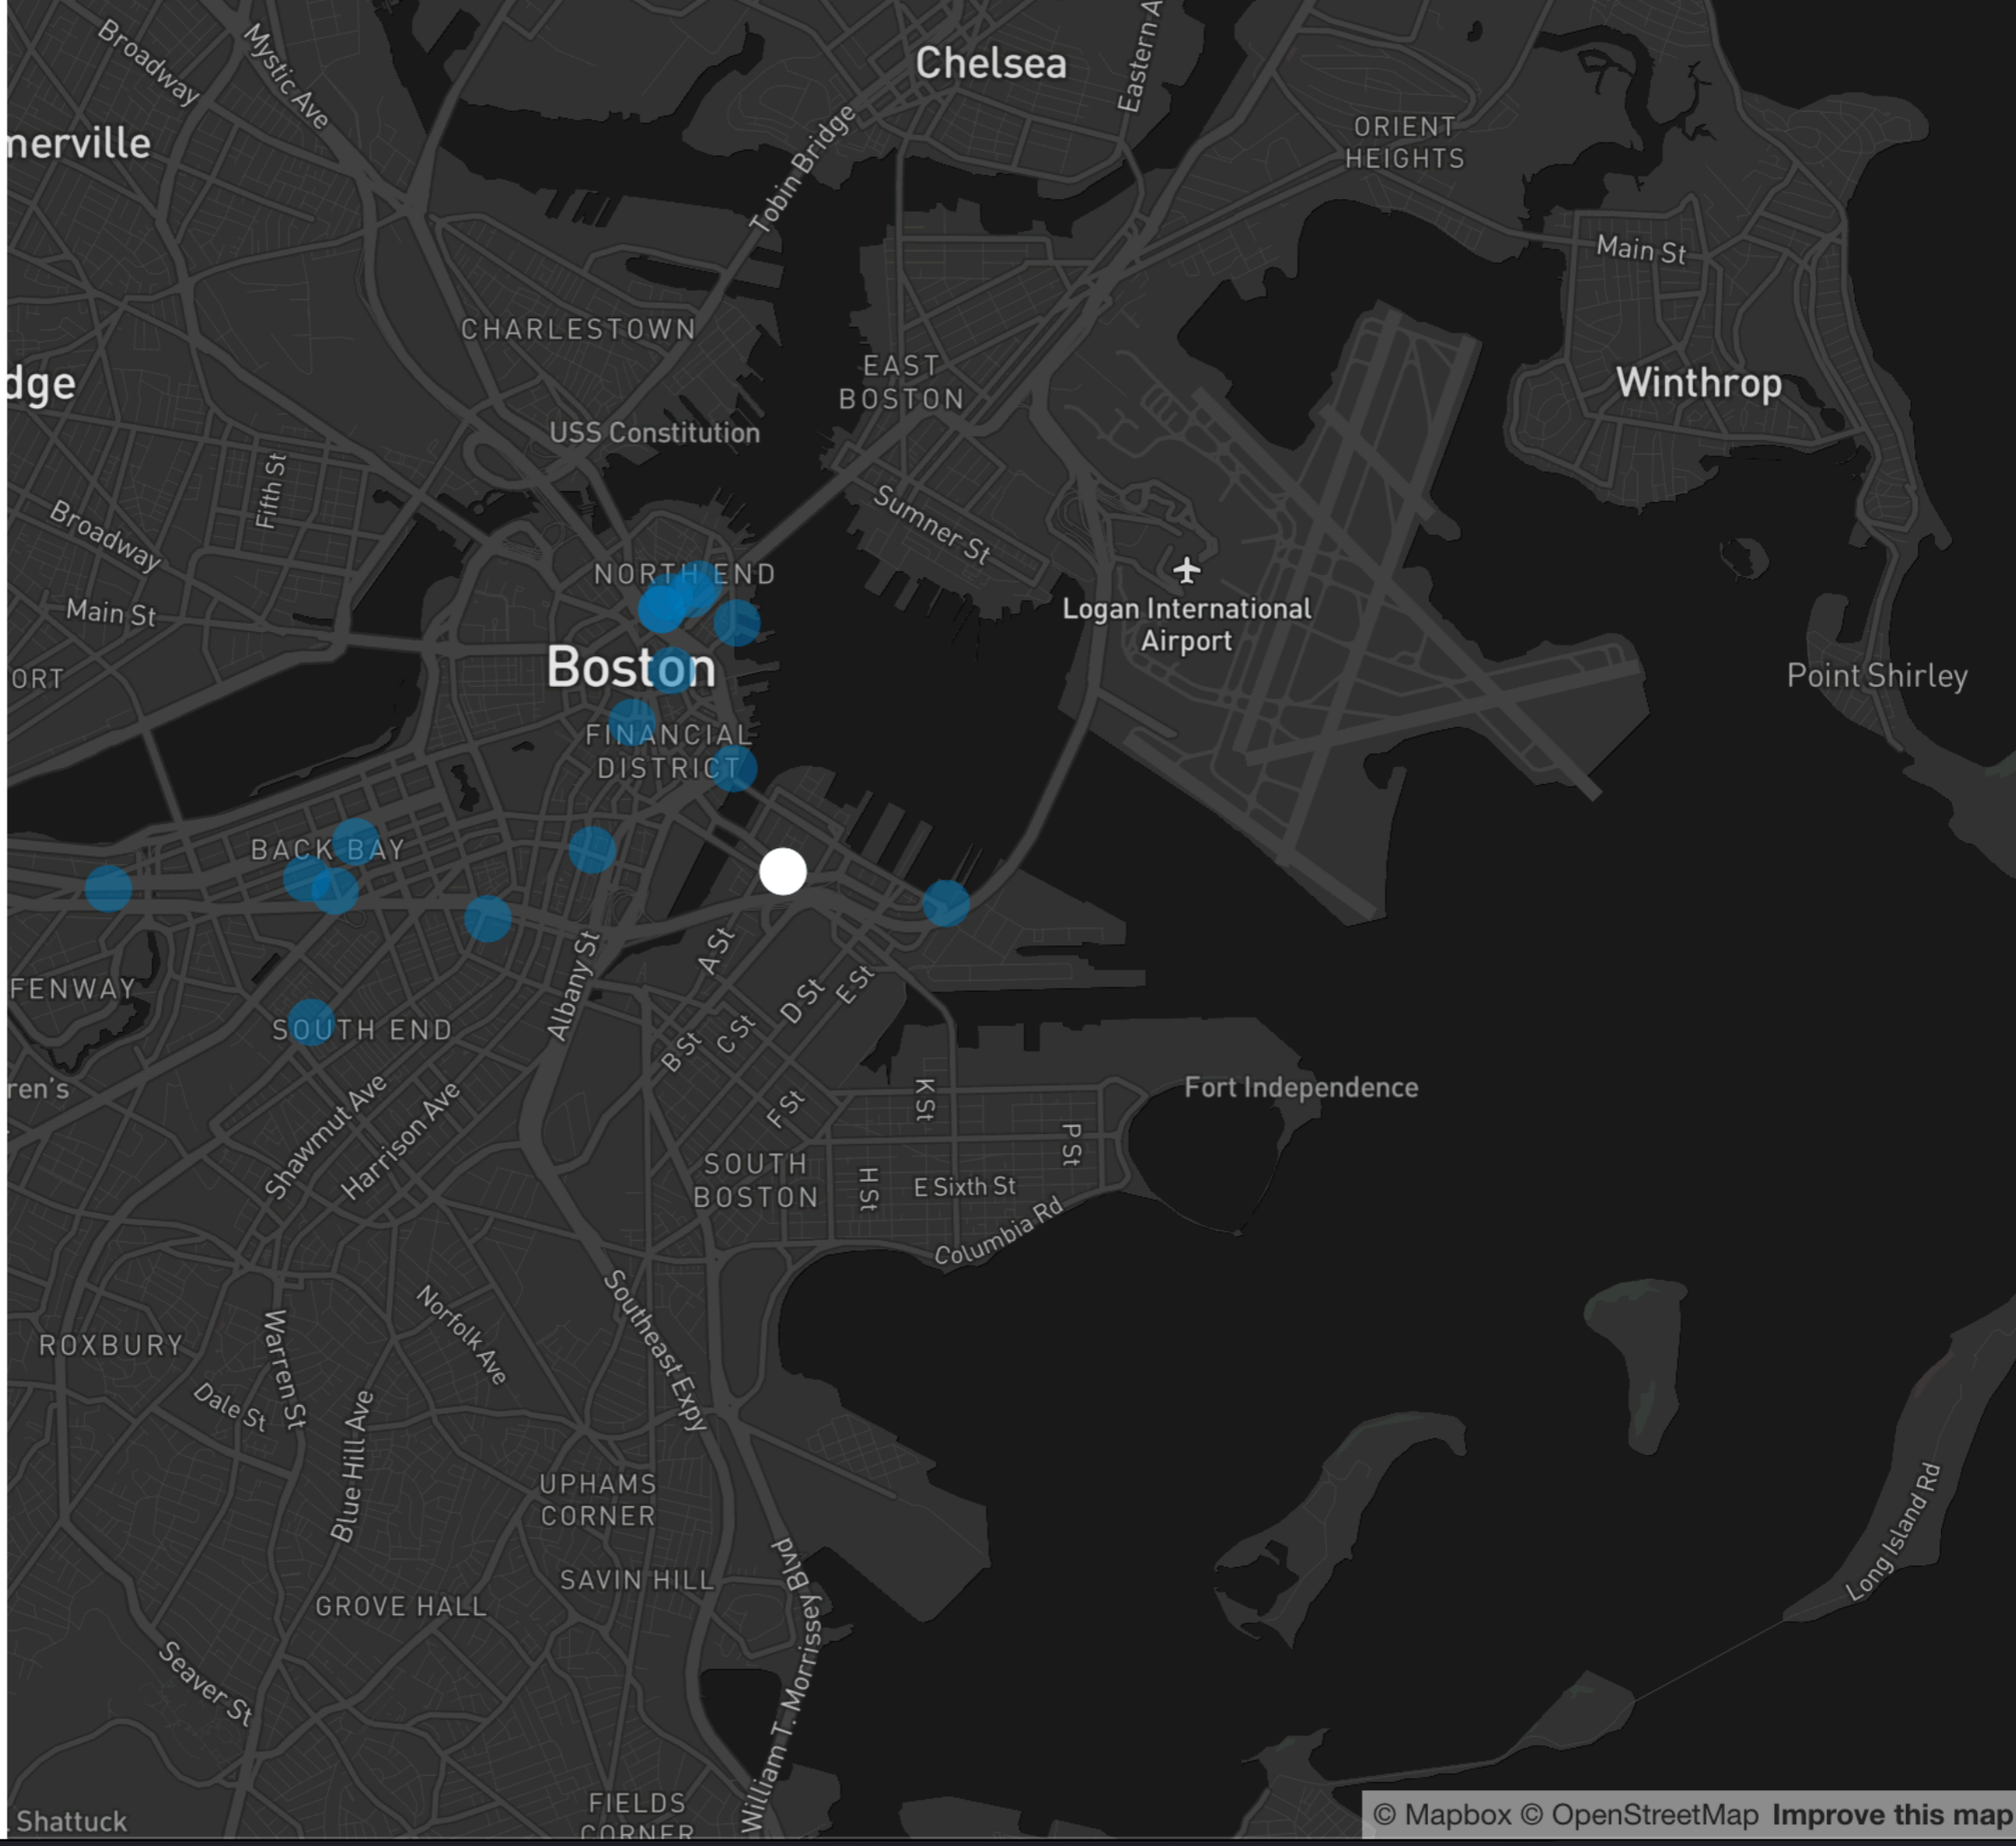 Broadway
Mystic Ave
Chelsea
Eastern A
nerville
Tobin Bridge
ORIENT
HEIGHTS
Main St
CHARLESTOWN
EAST
BOSTON
dge
Winthrop
USS Constitution
Fifth St
Broadway
Sumner St
NORTH END
Main St
Logan International
Airport
Boston
ORT
Point Shirley
FINANCIAL
DISTRICT
BACK BAY
A St
Albany St
FENWAY
D St
E St
SOUTH END
B St
C St
ren's
Shawmut Ave
Harrison Ave
F St
K St
Fort Independence
P St
SOUTH
BOSTON
H St
E Sixth St
Columbia Rd
Southeast Expy
Norfolk Ave
Warren St
ROXBURY
Dale St
Blue Hill Ave
UPHAMS
CORNER
Long Island Rd
SAVIN HILL
GROVE HALL
William T. Morrissey Blvd
Seaver St
FIELDS
CORNER
. Shattuck
© Mapbox © OpenStreetMap Improve this map